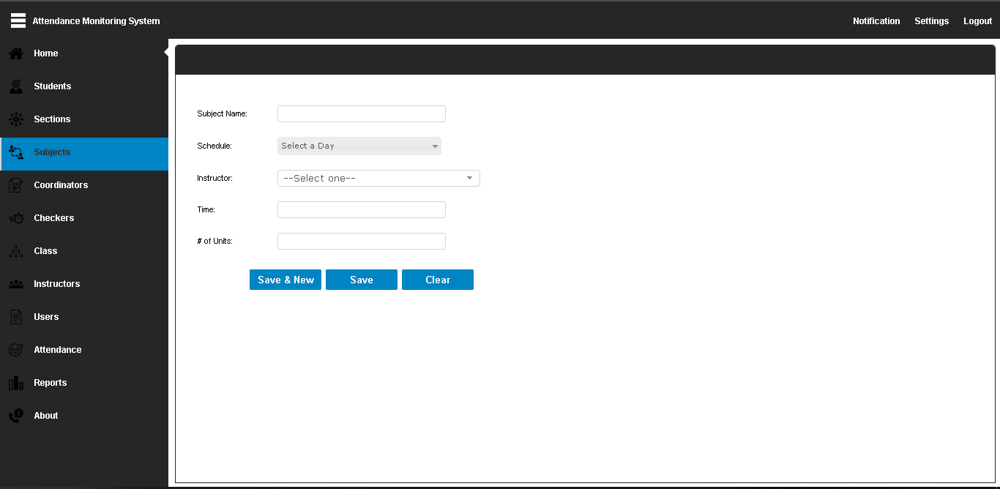 Attendance Monitoring System
Notification Settings Logout
Home
Students
Sections
Subjects
Coordinators
Checkers
Class
Instructors
Users
Attendance
Reports
About
Subject Name:
Schedule: Select a Day
Instructor: --Select one--
Time:
# of Units:
Save & New Save Clear